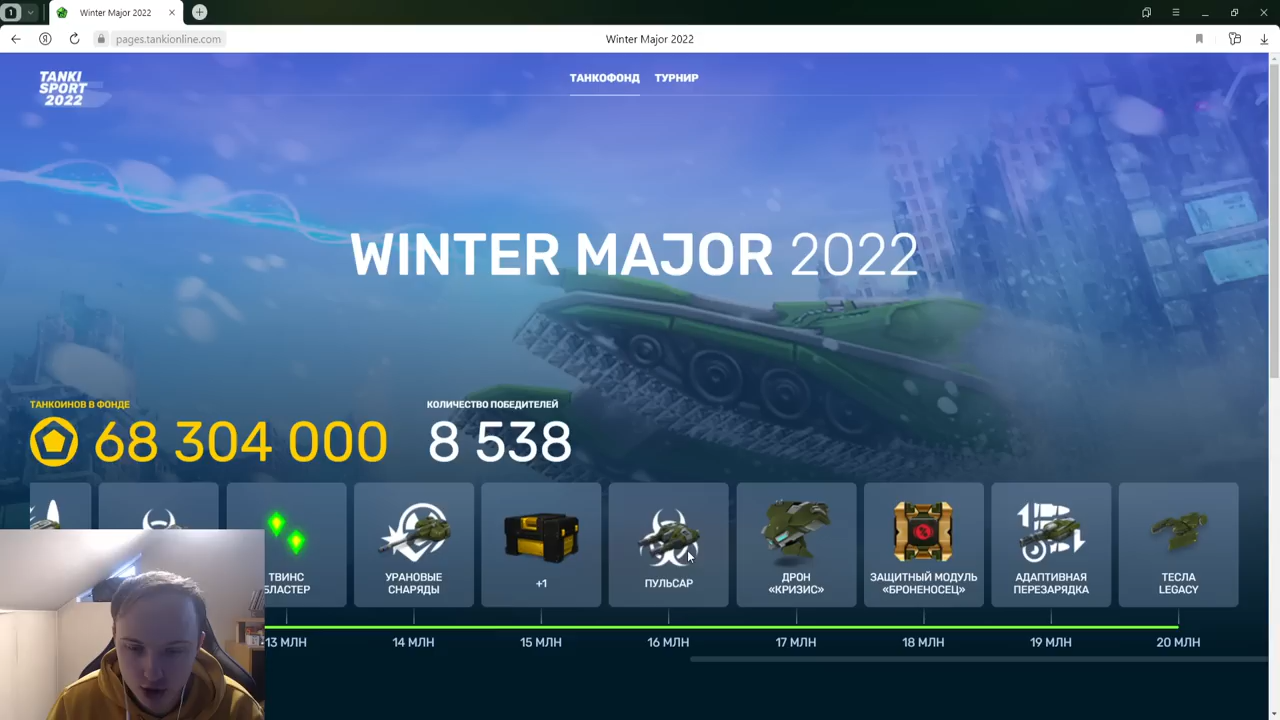 1
Winter Major 2022
Я
pages.tankionline.com
Winter Major 2022
TANKI
SPORT
2022
ТАНКОФОНД
ТУРНИР
WINTER MAJOR 2022
ТАНКОИНОВ В ФОНДЕ
КОЛИЧЕСТВО ПОБЕДИТЕЛЕЙ
68 304 000
8 538
ТВИНС
БЛАСТЕР
УРАНОВЫЕ
СНАРЯДЫ
+1
ПУЛЬСАР
ДРОН
«КРИЗИС»
ЗАЩИТНЫЙ МОДУЛЬ
«БРОНЕНОСЕЦ»
АДАПТИВНАЯ
ПЕРЕЗАРЯДКА
ТЕСЛА
LEGACY
13 МЛН
14 МЛН
15 МЛН
16 МЛН
17 МЛН
18 МЛН
19 МЛН
20 МЛН